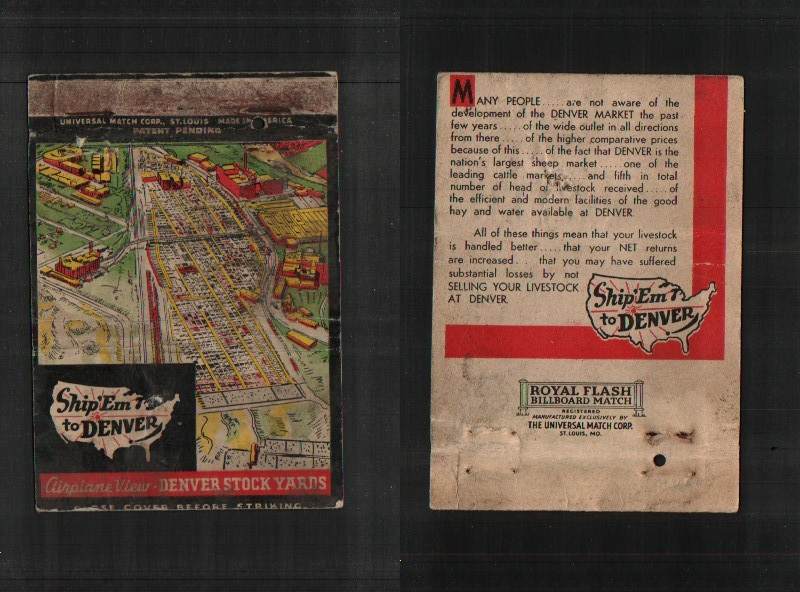 UNIVERSAL MATCH CORP., ST. LOUIS MADE IN AMERICA
PATENT PENDING
Ship 'Em
to DENVER
Airplane View - DENVER STOCK YARDS
COVER BEFORE STRIKING
MANY PEOPLE.....are not aware of the
development of the DENVER MARKET the past
few years.....of the wide outlet in all directions
from there.....of the higher comparative prices
because of this.....of the fact that DENVER is the
nation's largest sheep market.....one of the
leading cattle markets.....and fifth in total
number of head of livestock received.....of
the efficient and modern facilities of the good
hay and water available at DENVER
All of these things mean that your livestock
is handled better.....that your NET returns
are increased.. that you may have suffered
substantial losses by not
SELLING YOUR LIVESTOCK
AT DENVER.
Ship 'Em
to DENVER
ROYAL FLASH
BILLBOARD MATCH
REGISTERED
MANUFACTURED EXCLUSIVELY BY
THE UNIVERSAL MATCH CORP.
ST. LOUIS, MO.